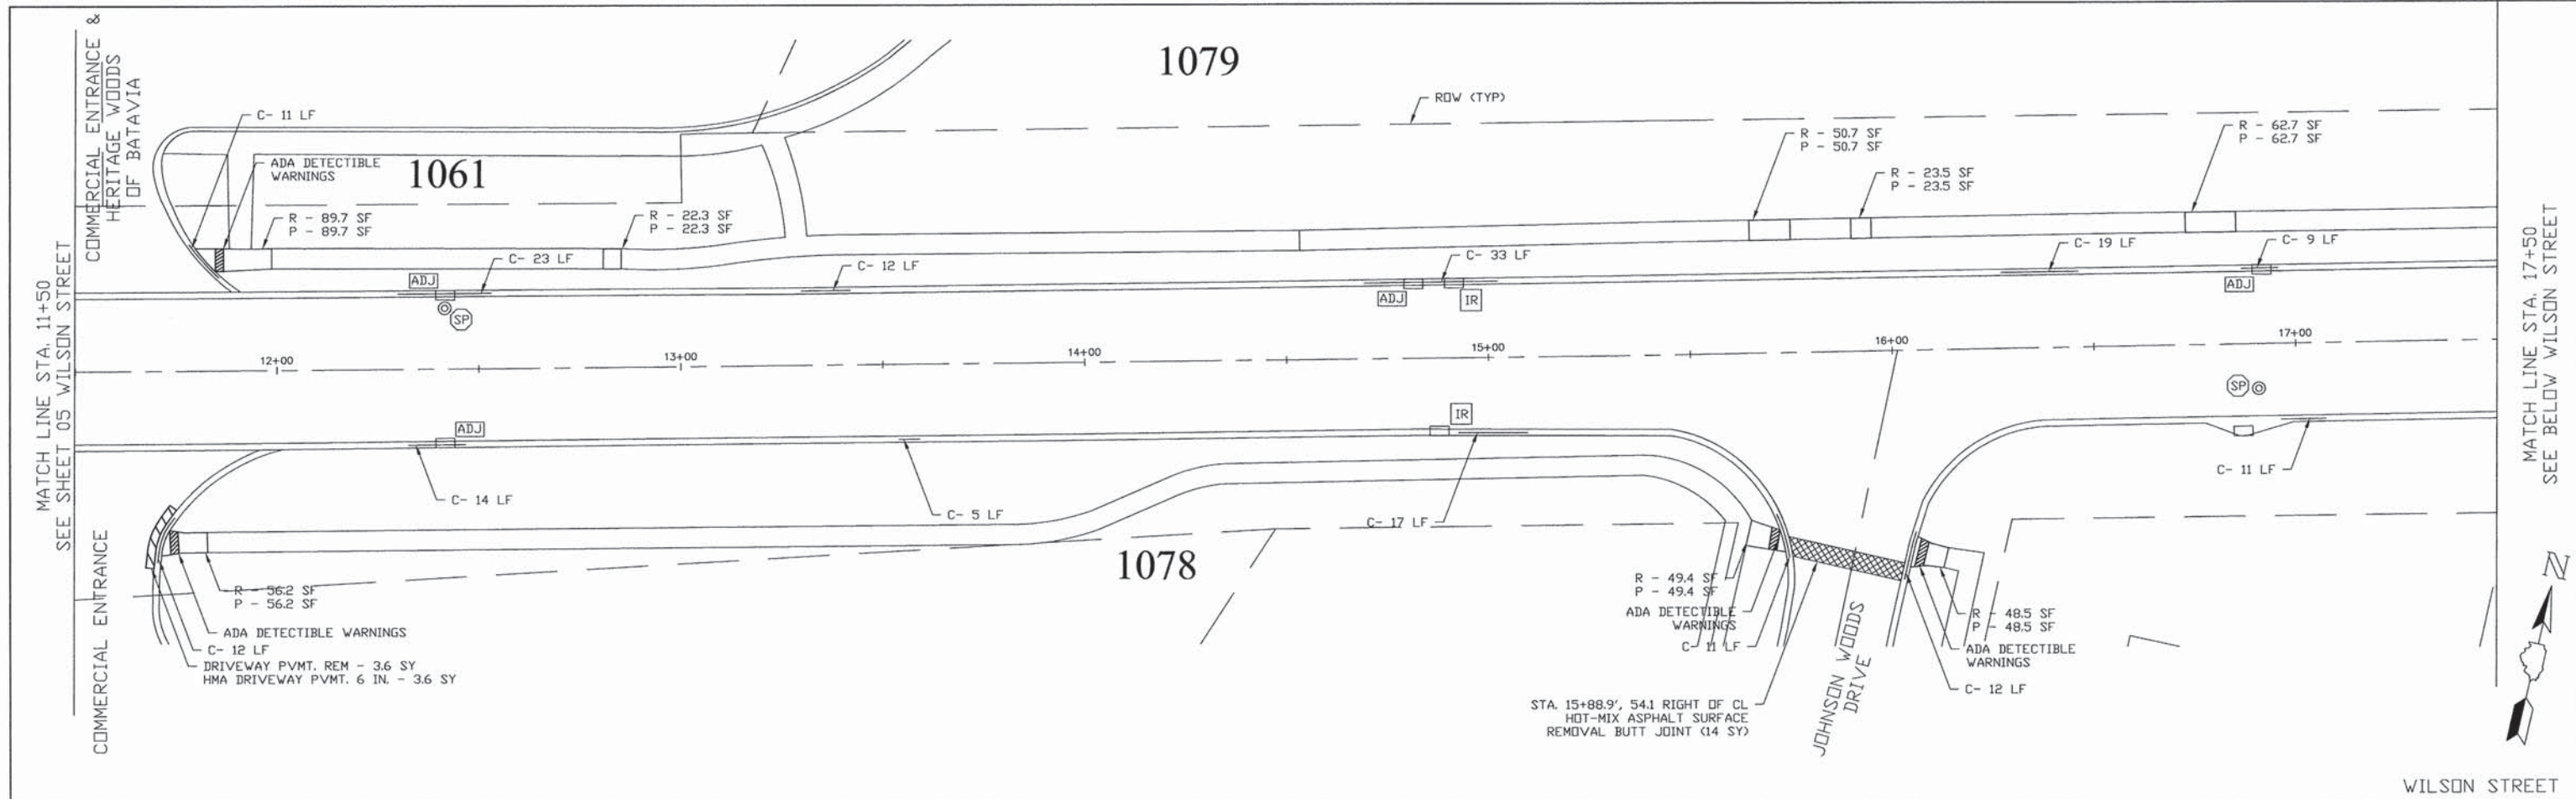 COMMERCIAL ENTRANCE &
HERITAGE WOODS
OF BATAVIA
1079
ROW (TYP)
C- 11 LF
ADA DETECTIBLE
WARNINGS
1061
R - 89.7 SF
P - 89.7 SF
R - 22.3 SF
P - 22.3 SF
R - 50.7 SF
P - 50.7 SF
R - 23.5 SF
P - 23.5 SF
R - 62.7 SF
P - 62.7 SF
C- 23 LF
C- 12 LF
C- 33 LF
C- 19 LF
C- 9 LF
ADJ
SP
ADJ
IR
ADJ
MATCH LINE STA. 11+50
SEE SHEET 05 WILSON STREET
12+00
13+00
14+00
15+00
16+00
17+00
MATCH LINE STA. 17+50
SEE BELOW WILSON STREET
SP
ADJ
IR
C- 14 LF
C- 5 LF
C- 17 LF
C- 11 LF
1078
COMMERCIAL ENTRANCE
R - 56.2 SF
P - 56.2 SF
ADA DETECTIBLE WARNINGS
C- 12 LF
DRIVEWAY PVMT. REM - 3.6 SY
HMA DRIVEWAY PVMT. 6 IN. - 3.6 SY
R - 49.4 SF
P - 49.4 SF
ADA DETECTIBLE
WARNINGS
C- 11 LF
STA. 15+88.9', 54.1 RIGHT OF CL
HOT-MIX ASPHALT SURFACE
REMOVAL BUTT JOINT (14 SY)
JOHNSON WOODS
DRIVE
R - 48.5 SF
P - 48.5 SF
ADA DETECTIBLE
WARNINGS
C- 12 LF
N
WILSON STREET